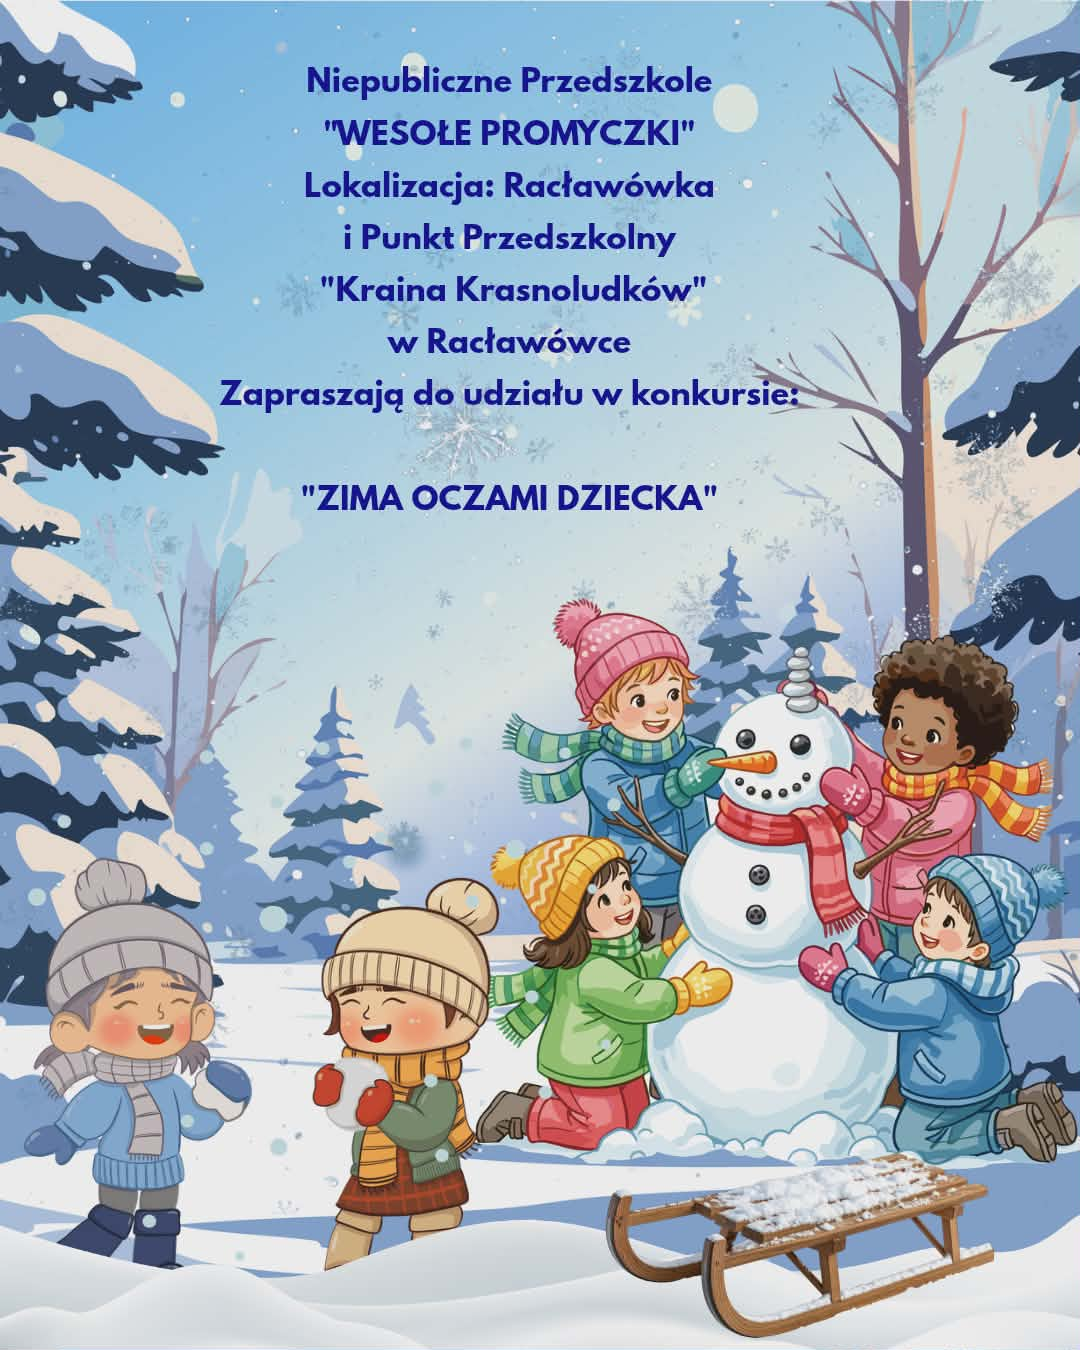 Niepubliczne Przedszkole
"WESOŁE PROMYCZKI"
Lokalizacja: Racławówka
i Punkt Przedszkolny
"Kraina Krasnoludków"
w Racławówce
Zapraszają do udziału w konkursie:
"ZIMA OCZAMI DZIECKA"